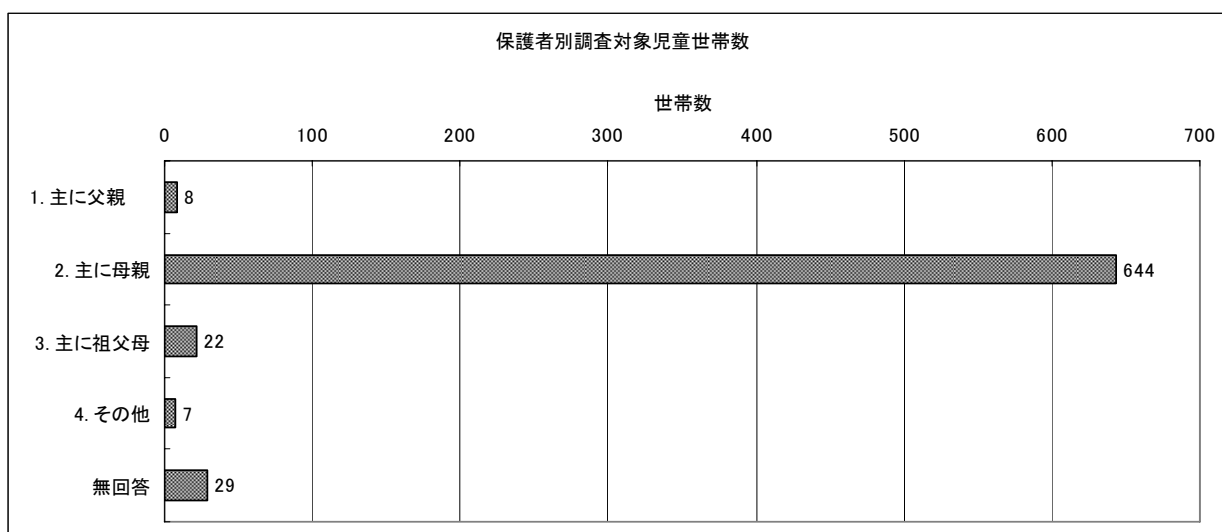 保護者別調査対象児童世帯数
世帯数
0 100 200 300 400 500 600 700
1. 主に父親 8
2. 主に母親 644
3. 主に祖父母 22
4. その他 7
無回答 29